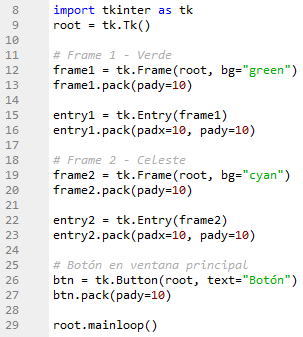 8 import tkinter as tk
9 root = tk.Tk()
10
11 # Frame 1 - Verde
12 frame1 = tk.Frame(root, bg="green")
13 frame1.pack(pady=10)
14
15 entry1 = tk.Entry(frame1)
16 entry1.pack(padx=10, pady=10)
17
18 # Frame 2 - Celeste
19 frame2 = tk.Frame(root, bg="cyan")
20 frame2.pack(pady=10)
21
22 entry2 = tk.Entry(frame2)
23 entry2.pack(padx=10, pady=10)
24
25 # Botón en ventana principal
26 btn = tk.Button(root, text="Botón")
27 btn.pack(pady=10)
28
29 root.mainloop()